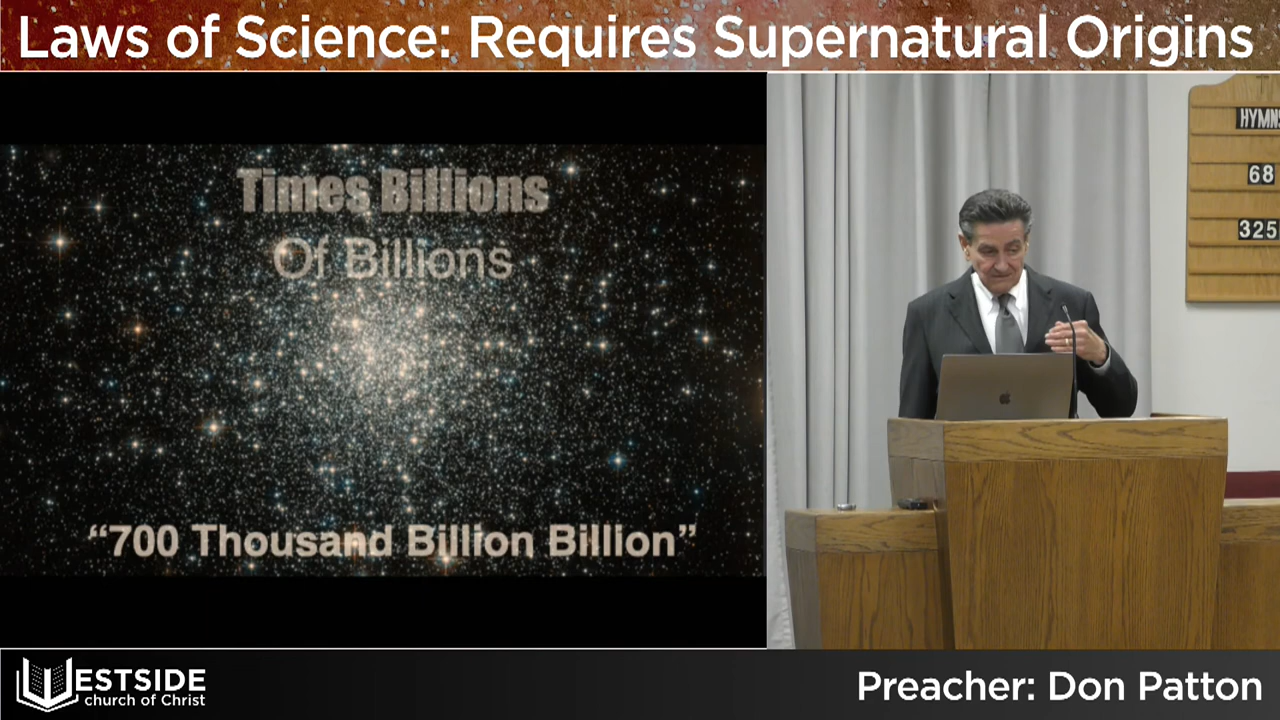 Laws of Science: Requires Supernatural Origins
Times Billions
Of Billions
“700 Thousand Billion Billion”
HYMNS
68
325
WESTSIDE
church of Christ
Preacher: Don Patton